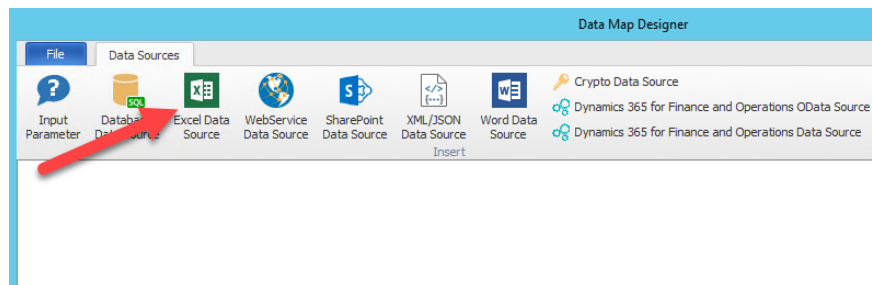 Data Map Designer
File
Data Sources
SQL
Input
Parameter
Excel Data
Source
WebService
Data Source
S
SharePoint
Data Source
</>
{...}
XML/JSON
Data Source
W
Word Data
Source
Crypto Data Source
Dynamics 365 for Finance and Operations OData Source
Dynamics 365 for Finance and Operations Data Source
Insert